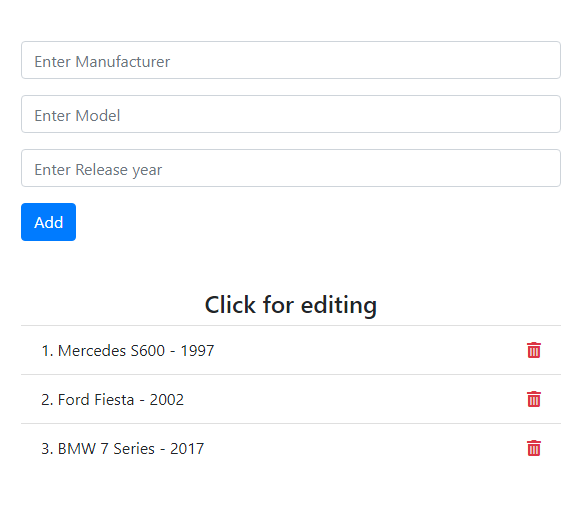 Enter Manufacturer
Enter Model
Enter Release year
Add
Click for editing
1. Mercedes S600 - 1997
2. Ford Fiesta - 2002
3. BMW 7 Series - 2017